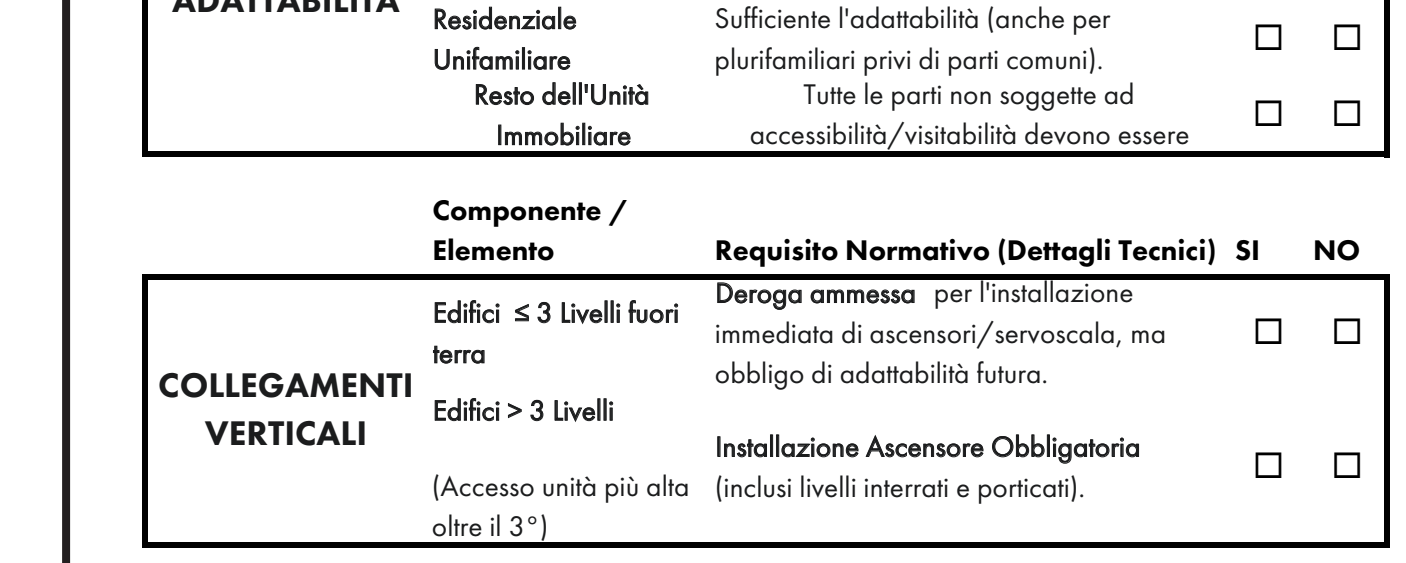 ADATTABILITÀ
Residenziale
Unifamiliare
Sufficiente l'adattabilità (anche per
plurifamiliari privi di parti comuni).
☐ ☐
Resto dell'Unità
Immobiliare
Tutte le parti non soggette ad
accessibilità/visitabilità devono essere
☐ ☐
Componente /
Elemento
Requisito Normativo (Dettagli Tecnici) SI NO
COLLEGAMENTI
VERTICALI
Edifici ≤ 3 Livelli fuori
terra
Deroga ammessa per l'installazione
immediata di ascensori/servoscala, ma
obbligo di adattabilità futura.
☐ ☐
Edifici > 3 Livelli
(Accesso unità più alta
oltre il 3°)
Installazione Ascensore Obbligatoria
(inclusi livelli interrati e porticati).
☐ ☐